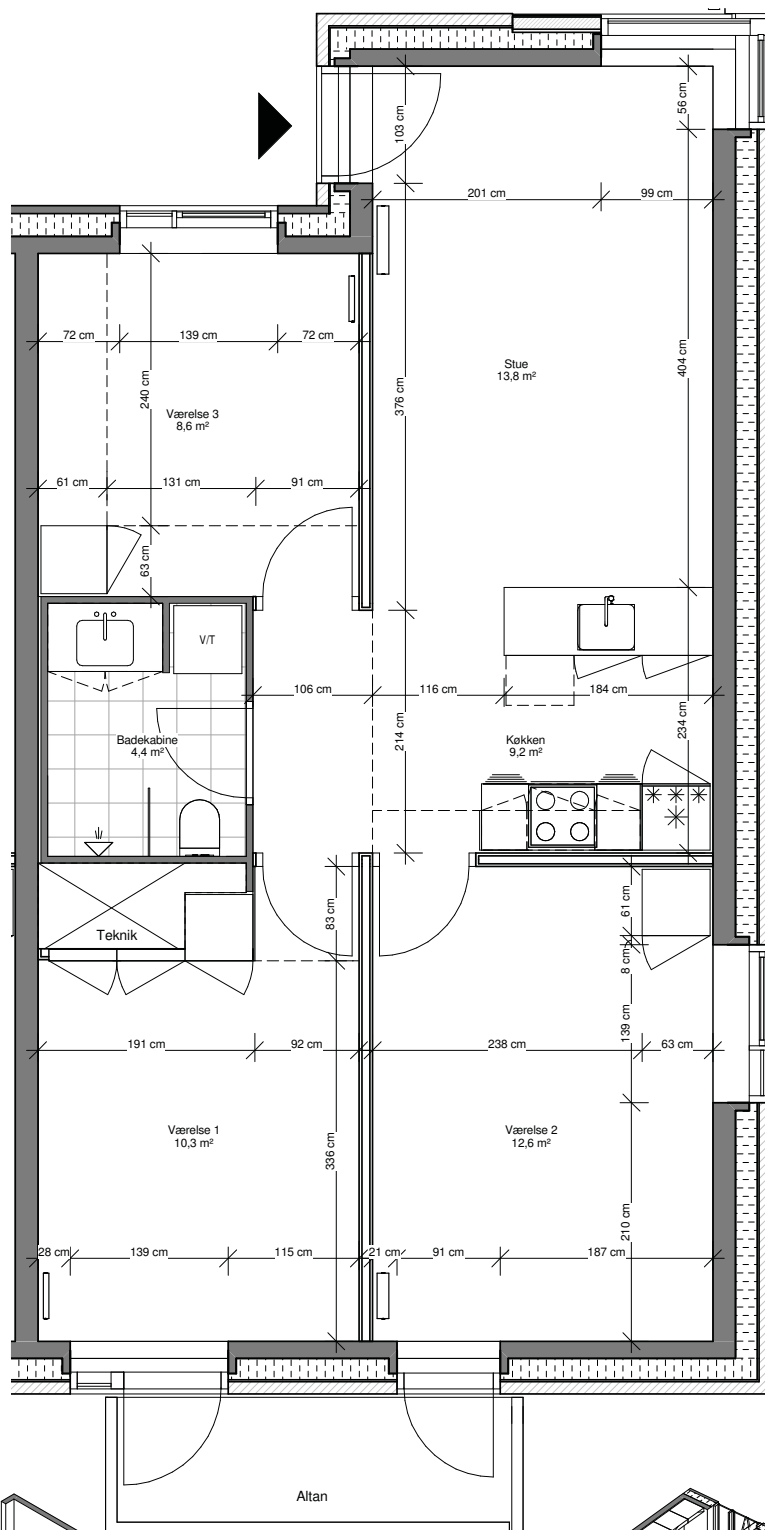 56 cm
103 cm
201 cm
99 cm
72 cm
139 cm
72 cm
240 cm
Stue
13,8 m²
404 cm
376 cm
Værelse 3
8,6 m²
61 cm
131 cm
91 cm
63 cm
V/T
106 cm
116 cm
184 cm
Badekabine
4,4 m²
214 cm
Køkken
9,2 m²
234 cm
Teknik
83 cm
61 cm
8 cm
139 cm
191 cm
92 cm
238 cm
63 cm
Værelse 1
10,3 m²
336 cm
Værelse 2
12,6 m²
210 cm
28 cm
139 cm
115 cm
21 cm
91 cm
187 cm
Altan